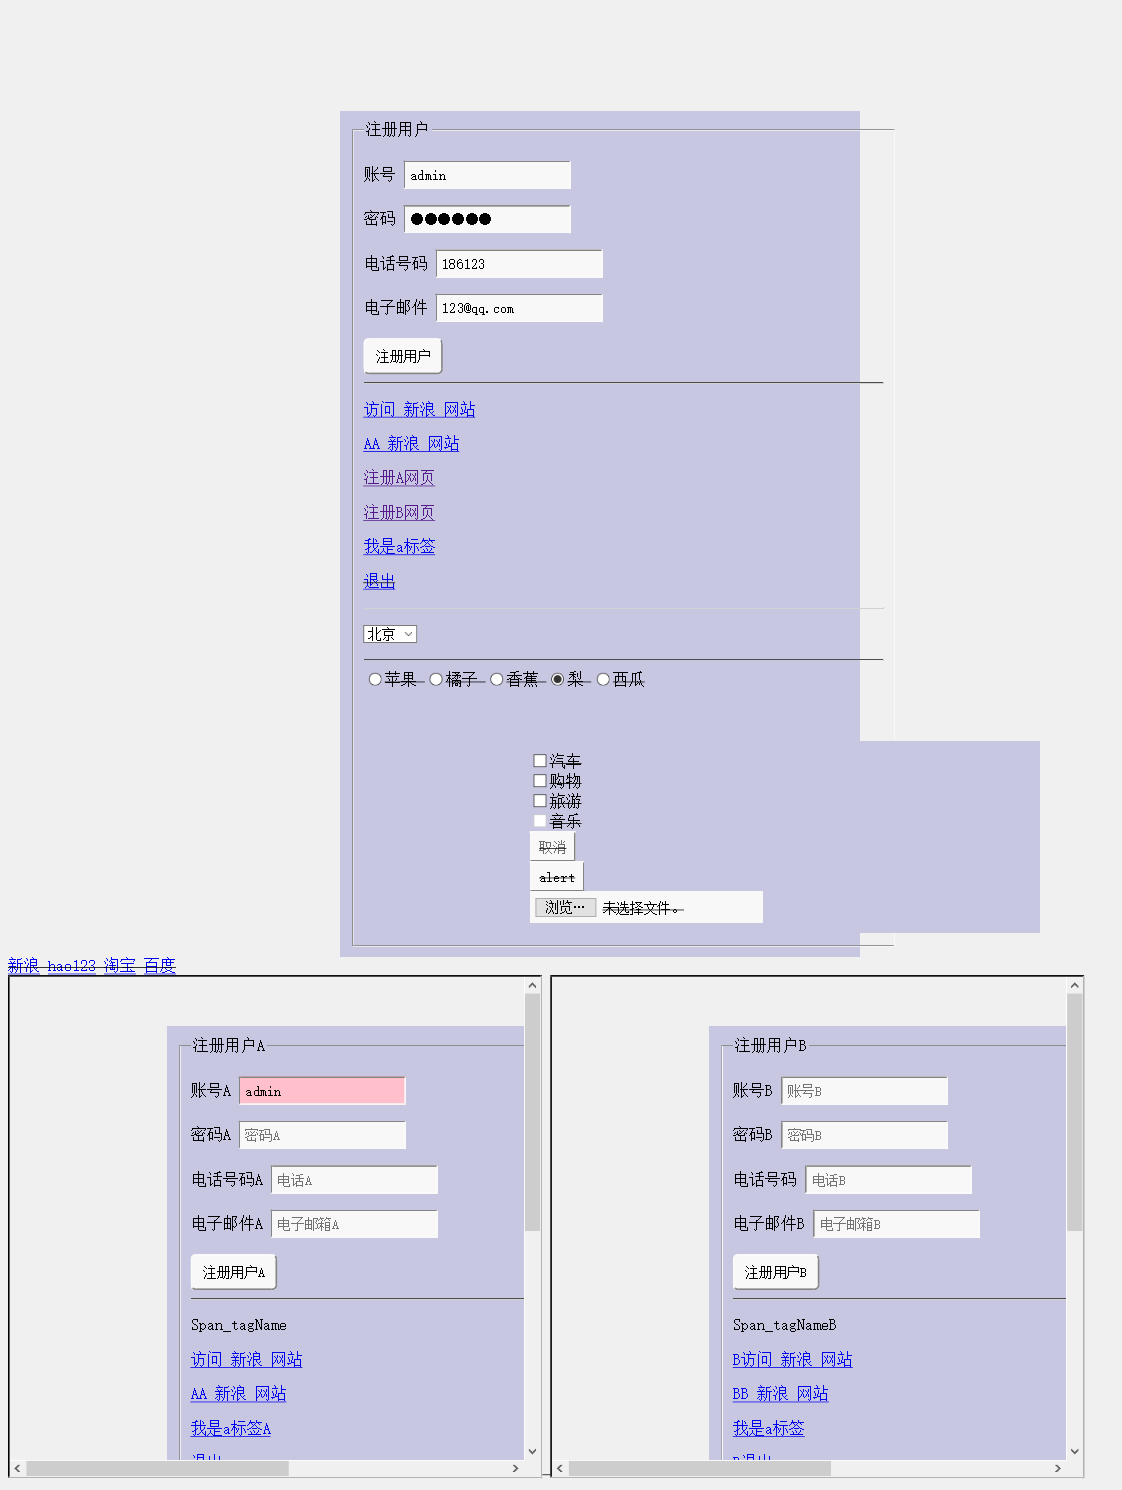 注册用户
账号 admin
密码 ●●●●●●
电话号码 186123
电子邮件 123@qq.com
注册用户
访问 新浪 网站
AA 新浪 网站
注册A网页
注册B网页
我是a标签
退出
北京
苹果 橘子 香蕉 梨 西瓜
汽车
购物
旅游
音乐
取消
alert
浏览… 未选择文件。
新浪 hao123 淘宝 百度
注册用户A
账号A admin
密码A 密码A
电话号码A 电话A
电子邮件A 电子邮箱A
注册用户A
Span_tagName
访问 新浪 网站
AA 新浪 网站
我是a标签A
退出
注册用户B
账号B 账号B
密码B 密码B
电话号码 电话B
电子邮件B 电子邮箱B
注册用户B
Span_tagNameB
B访问 新浪 网站
BB 新浪 网站
我是a标签
B退出